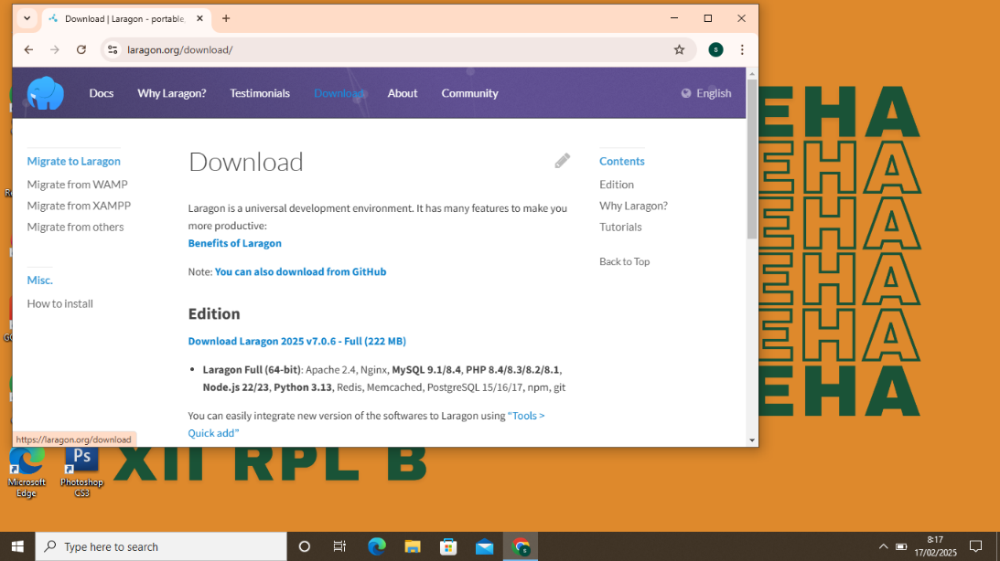 Download | Laragon - portable,
laragon.org/download/
S
Docs
Why Laragon?
Testimonials
Download
About
Community
English
Migrate to Laragon
Migrate from WAMP
Migrate from XAMPP
Migrate from others
Misc.
How to install
Download
Laragon is a universal development environment. It has many features to make you
more productive:
Benefits of Laragon
Note: You can also download from GitHub
Edition
Download Laragon 2025 v7.0.6 - Full (222 MB)
• Laragon Full (64-bit): Apache 2.4, Nginx, MySQL 9.1/8.4, PHP 8.4/8.3/8.2/8.1,
Node.js 22/23, Python 3.13, Redis, Memcached, PostgreSQL 15/16/17, npm, git
You can easily integrate new version of the softwares to Laragon using “Tools >
Quick add”
Contents
Edition
Why Laragon?
Tutorials
Back to Top
https://laragon.org/download
EHA
EHA
EHA
EHA
EHA
EHA
XII RPL B
Ps
Microsoft
Edge
Photoshop
CS3
Type here to search
8:17
17/02/2025